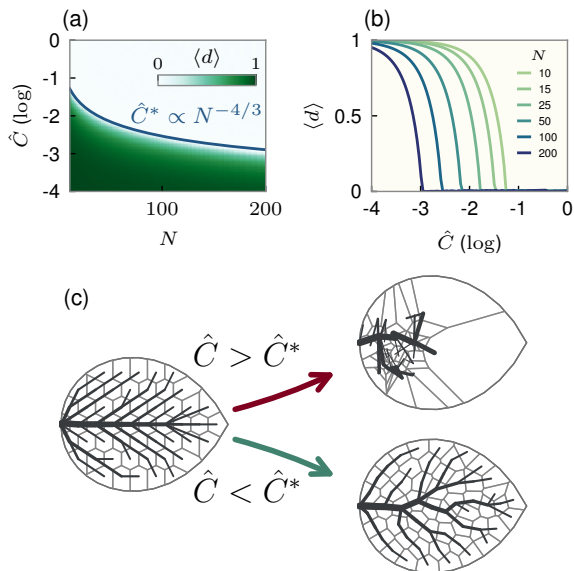 (a)
0
-1
-2
-3
-4
Ĉ (log)
⟨d⟩
0 1
Ĉ* ∝ N^{-4/3}
100 200
N
(b)
1
0.5
0
⟨d⟩
N
10
15
25
50
100
200
-4 -3 -2 -1 0
Ĉ (log)
(c)
Ĉ > Ĉ*
Ĉ < Ĉ*